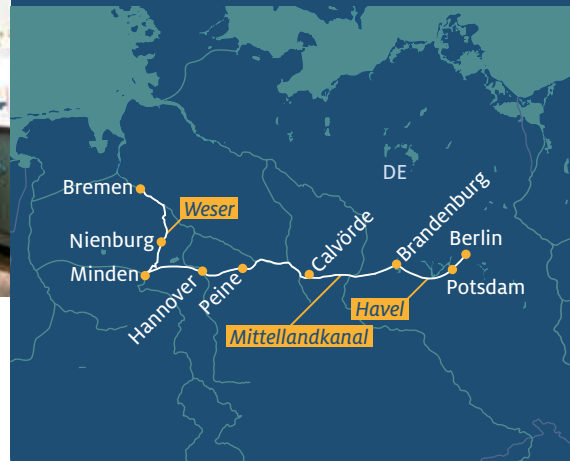 DE
Bremen
Weser
Nienburg
Minden
Hannover
Peine
Calvörde
Brandenburg
Berlin
Potsdam
Havel
Mittellandkanal